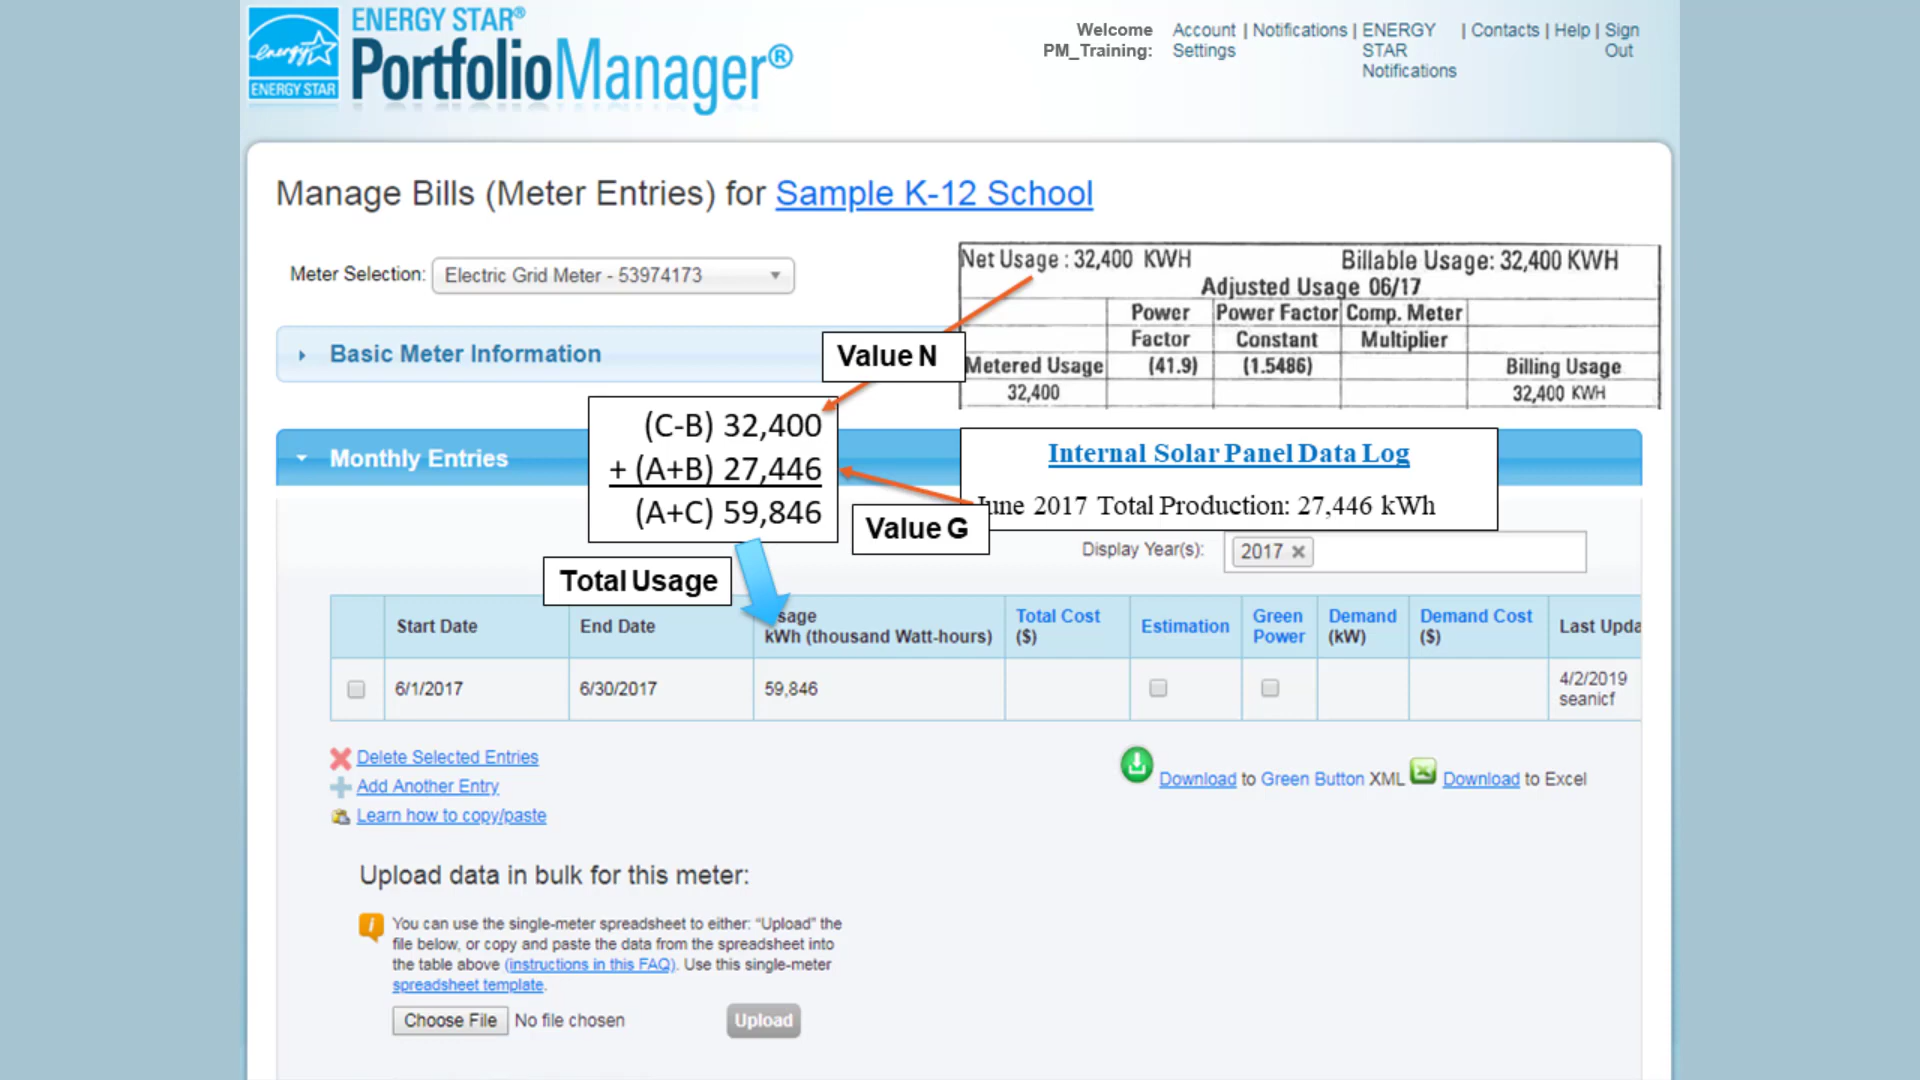 ENERGY STAR®
PortfolioManager®
energy
ENERGY STAR
Welcome PM_Training:
Account Settings | Notifications | ENERGY STAR Notifications | Contacts | Help | Sign Out
Manage Bills (Meter Entries) for Sample K-12 School
Meter Selection: Electric Grid Meter - 53974173
Net Usage : 32,400 KWH Billable Usage: 32,400 KWH
Adjusted Usage 06/17
Power Power Factor Comp. Meter
Factor Constant Multiplier
Metered Usage (41.9) (1.5486) Billing Usage
32,400 32,400 KWH
Basic Meter Information
Value N
(C-B) 32,400
+ (A+B) 27,446
(A+C) 59,846
Monthly Entries
Internal Solar Panel Data Log
June 2017 Total Production: 27,446 kWh
Value G
Display Year(s): 2017
Total Usage
Start Date End Date kWh (thousand Watt-hours) Total Cost ($) Estimation Green Power Demand (kW) Demand Cost ($) Last Upda
6/1/2017 6/30/2017 59,846 4/2/2019
seanicf
Delete Selected Entries
Add Another Entry
Learn how to copy/paste
Download to Green Button XML Download to Excel
Upload data in bulk for this meter:
You can use the single-meter spreadsheet to either: “Upload” the
file below, or copy and paste the data from the spreadsheet into
the table above (instructions in this FAQ). Use this single-meter
spreadsheet template.
Choose File No file chosen Upload